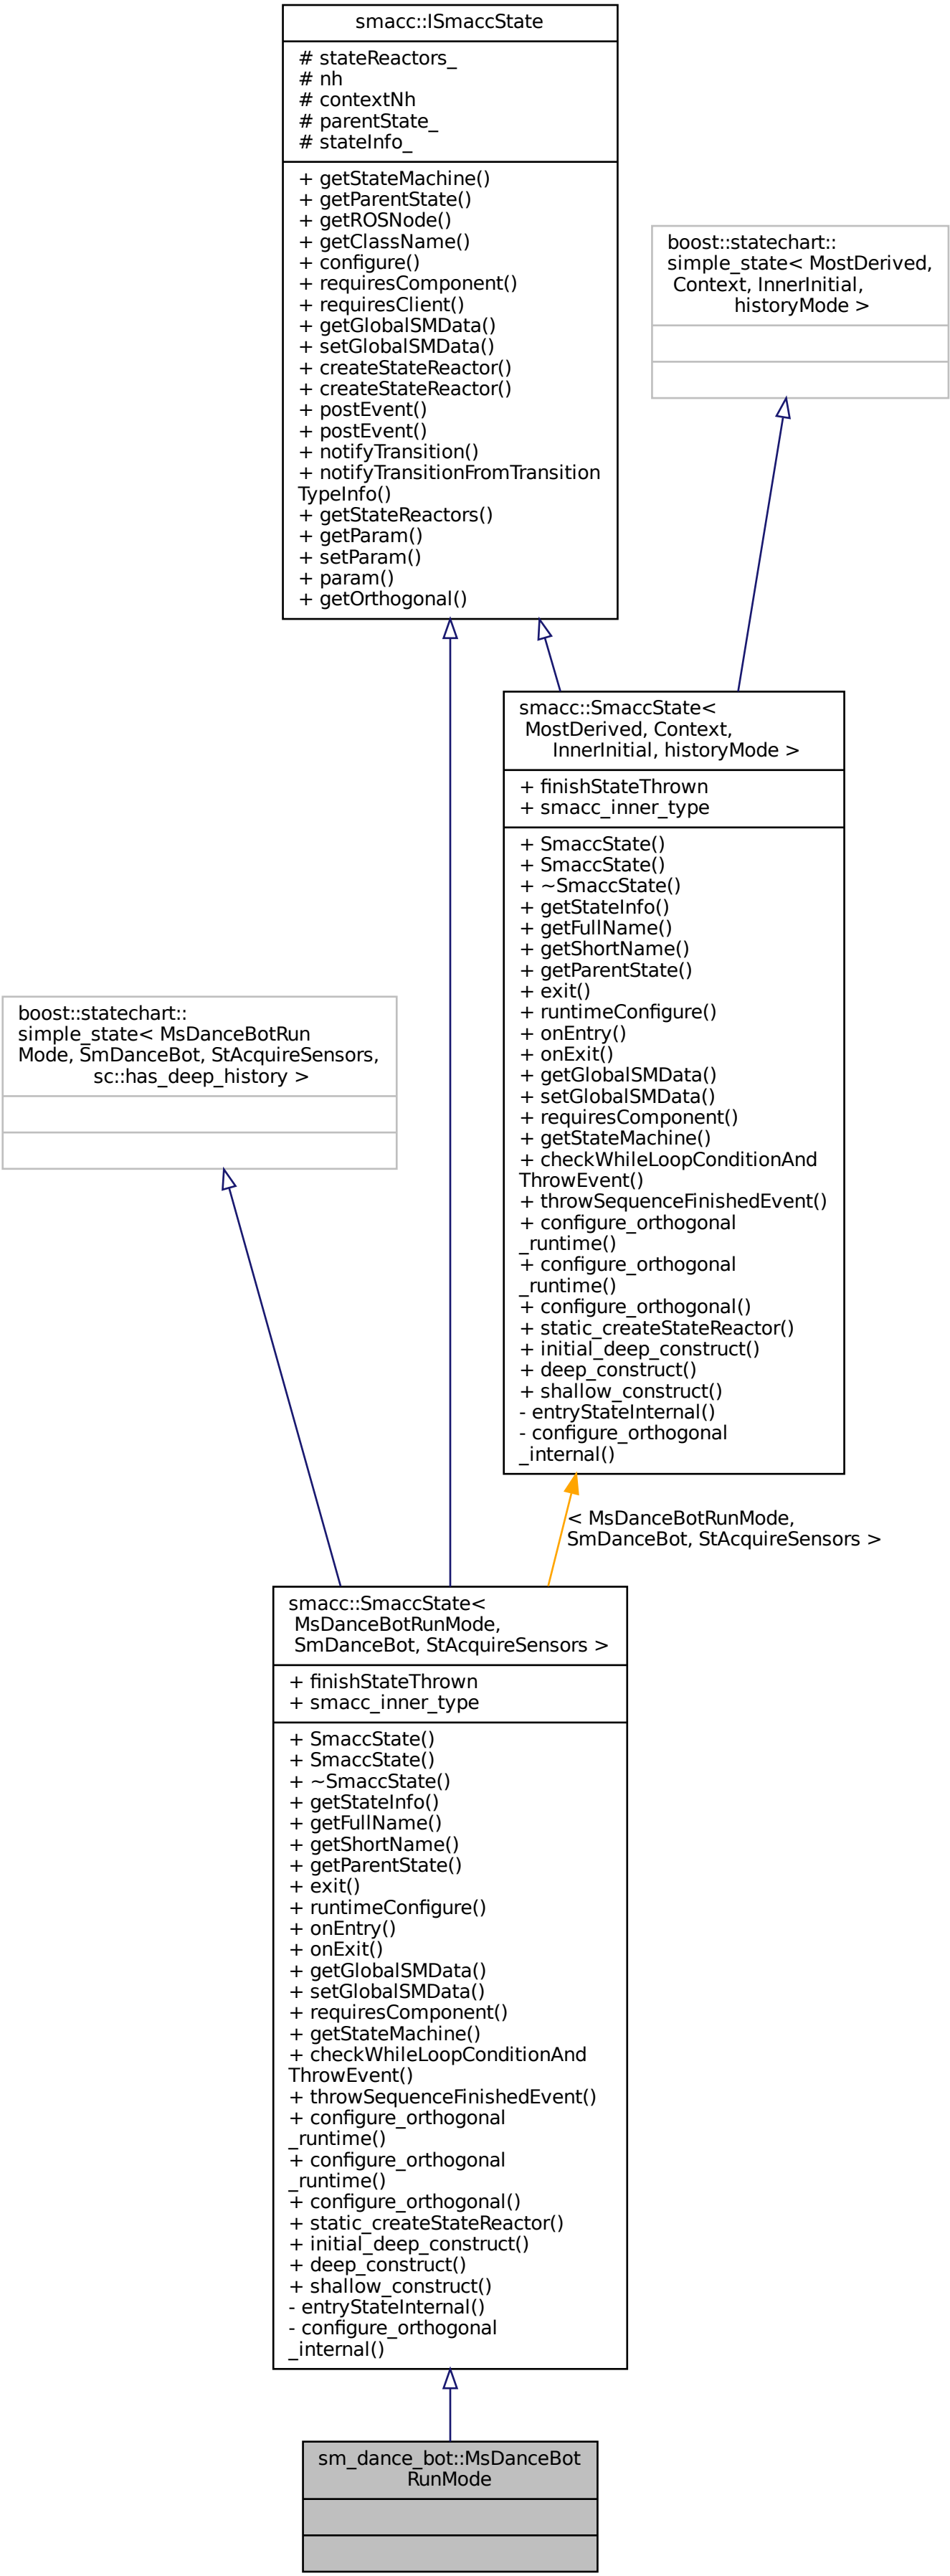 smacc::ISmaccState
# stateReactors_
# nh
# contextNh
# parentState_
# stateInfo_
+ getStateMachine()
+ getParentState()
+ getROSNode()
+ getClassName()
+ configure()
+ requiresComponent()
+ requiresClient()
+ getGlobalSMData()
+ setGlobalSMData()
+ createStateReactor()
+ createStateReactor()
+ postEvent()
+ postEvent()
+ notifyTransition()
+ notifyTransitionFromTransition
TypeInfo()
+ getStateReactors()
+ getParam()
+ setParam()
+ param()
+ getOrthogonal()
boost::statechart::
simple_state< MostDerived,
Context, InnerInitial,
historyMode >
smacc::SmaccState<
MostDerived, Context,
InnerInitial, historyMode >
+ finishStateThrown
+ smacc_inner_type
+ SmaccState()
+ SmaccState()
+ ~SmaccState()
+ getStateInfo()
+ getFullName()
+ getShortName()
+ getParentState()
+ exit()
+ runtimeConfigure()
+ onEntry()
+ onExit()
+ getGlobalSMData()
+ setGlobalSMData()
+ requiresComponent()
+ getStateMachine()
+ checkWhileLoopConditionAnd
ThrowEvent()
+ throwSequenceFinishedEvent()
+ configure_orthogonal
_runtime()
+ configure_orthogonal
_runtime()
+ configure_orthogonal()
+ static_createStateReactor()
+ initial_deep_construct()
+ deep_construct()
+ shallow_construct()
- entryStateInternal()
- configure_orthogonal
_internal()
boost::statechart::
simple_state< MsDanceBotRun
Mode, SmDanceBot, StAcquireSensors,
sc::has_deep_history >
< MsDanceBotRunMode,
SmDanceBot, StAcquireSensors >
smacc::SmaccState<
MsDanceBotRunMode,
SmDanceBot, StAcquireSensors >
+ finishStateThrown
+ smacc_inner_type
+ SmaccState()
+ SmaccState()
+ ~SmaccState()
+ getStateInfo()
+ getFullName()
+ getShortName()
+ getParentState()
+ exit()
+ runtimeConfigure()
+ onEntry()
+ onExit()
+ getGlobalSMData()
+ setGlobalSMData()
+ requiresComponent()
+ getStateMachine()
+ checkWhileLoopConditionAnd
ThrowEvent()
+ throwSequenceFinishedEvent()
+ configure_orthogonal
_runtime()
+ configure_orthogonal
_runtime()
+ configure_orthogonal()
+ static_createStateReactor()
+ initial_deep_construct()
+ deep_construct()
+ shallow_construct()
- entryStateInternal()
- configure_orthogonal
_internal()
sm_dance_bot::MsDanceBot
RunMode